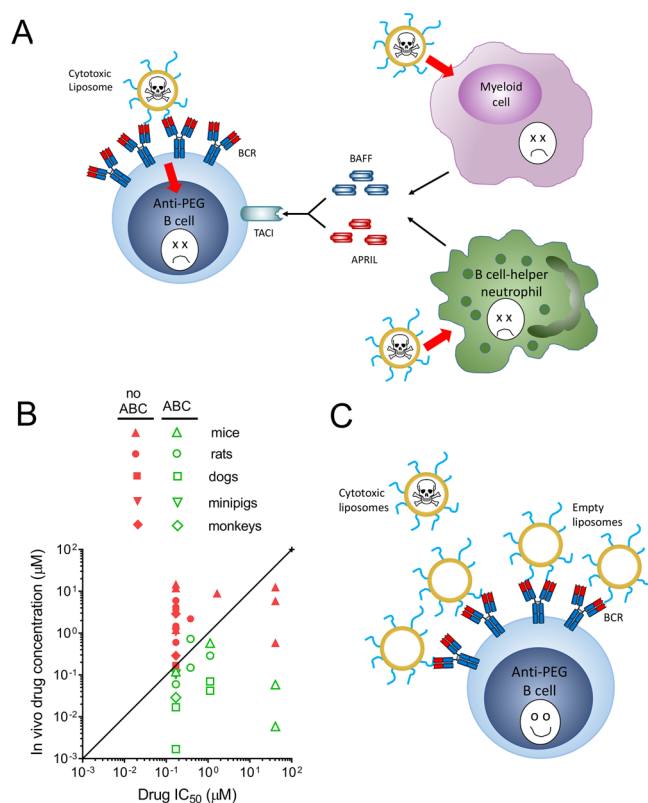 A
Cytotoxic
Liposome
BCR
Anti-PEG
B cell
x x
TACI
BAFF
APRIL
Myeloid
cell
x x
B cell-helper
neutrophil
x x
B
no
ABC
ABC
mice
rats
dogs
minipigs
monkeys
In vivo drug concentration (μM)
10²
10¹
10⁰
10⁻¹
10⁻²
10⁻³
10⁻³ 10⁻² 10⁻¹ 10⁰ 10¹ 10²
Drug IC₅₀ (μM)
C
Cytotoxic
liposomes
Empty
liposomes
BCR
Anti-PEG
B cell